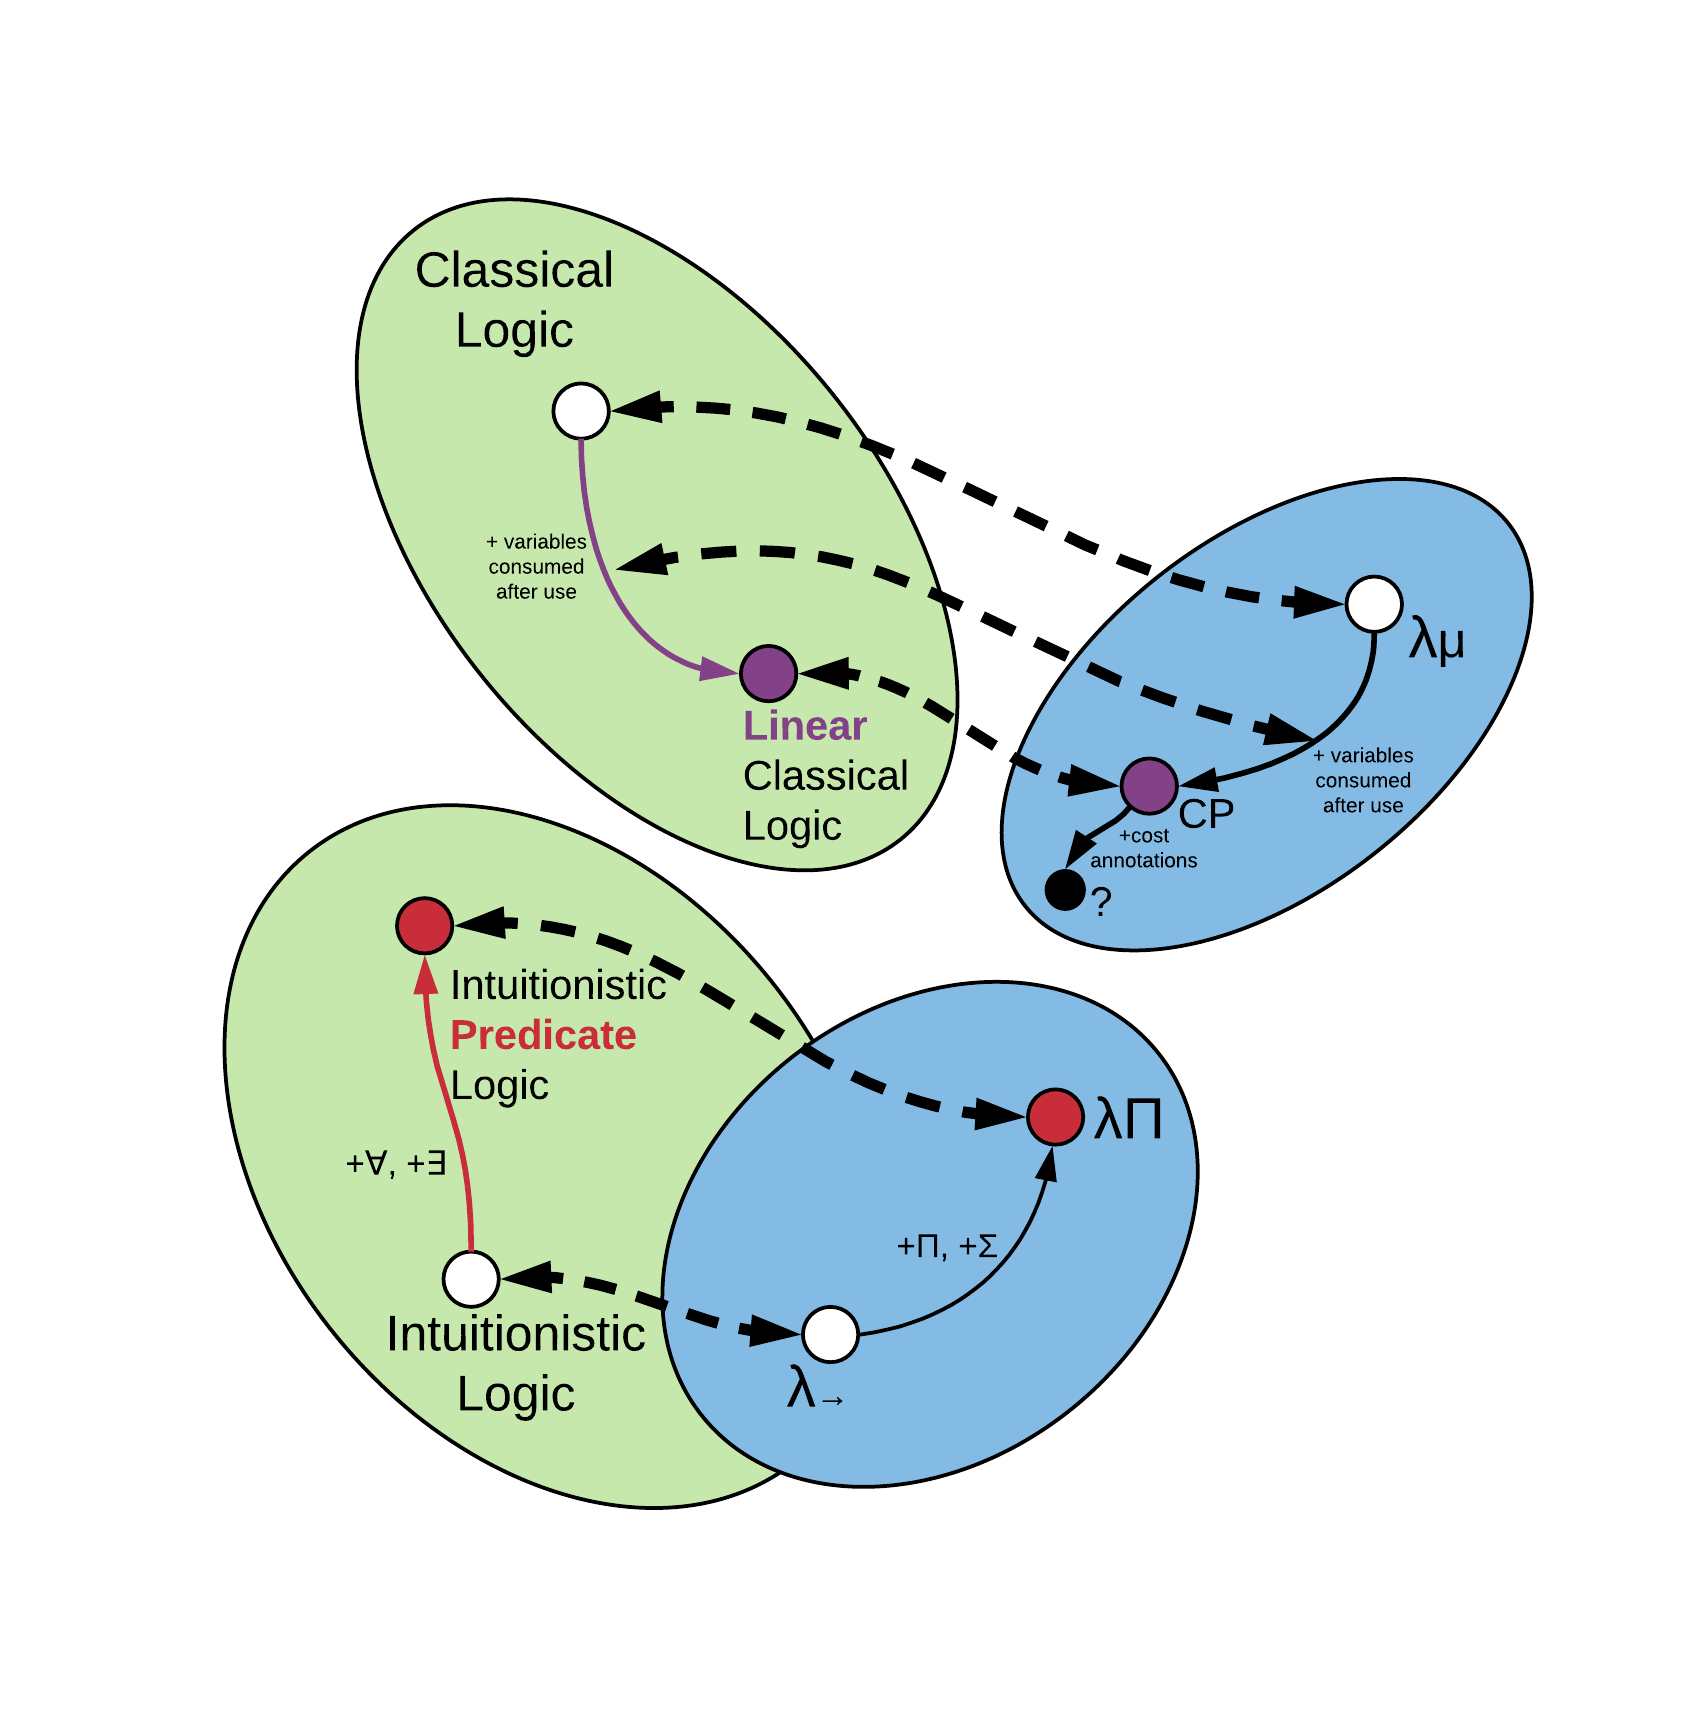 Classical
Logic
+ variables
consumed
after use
Linear
Classical
Logic
λμ
+ variables
consumed
after use
CP
+cost
annotations
?
Intuitionistic
Predicate
Logic
+∀, +∃
Intuitionistic
Logic
λΠ
+Π, +Σ
λ→